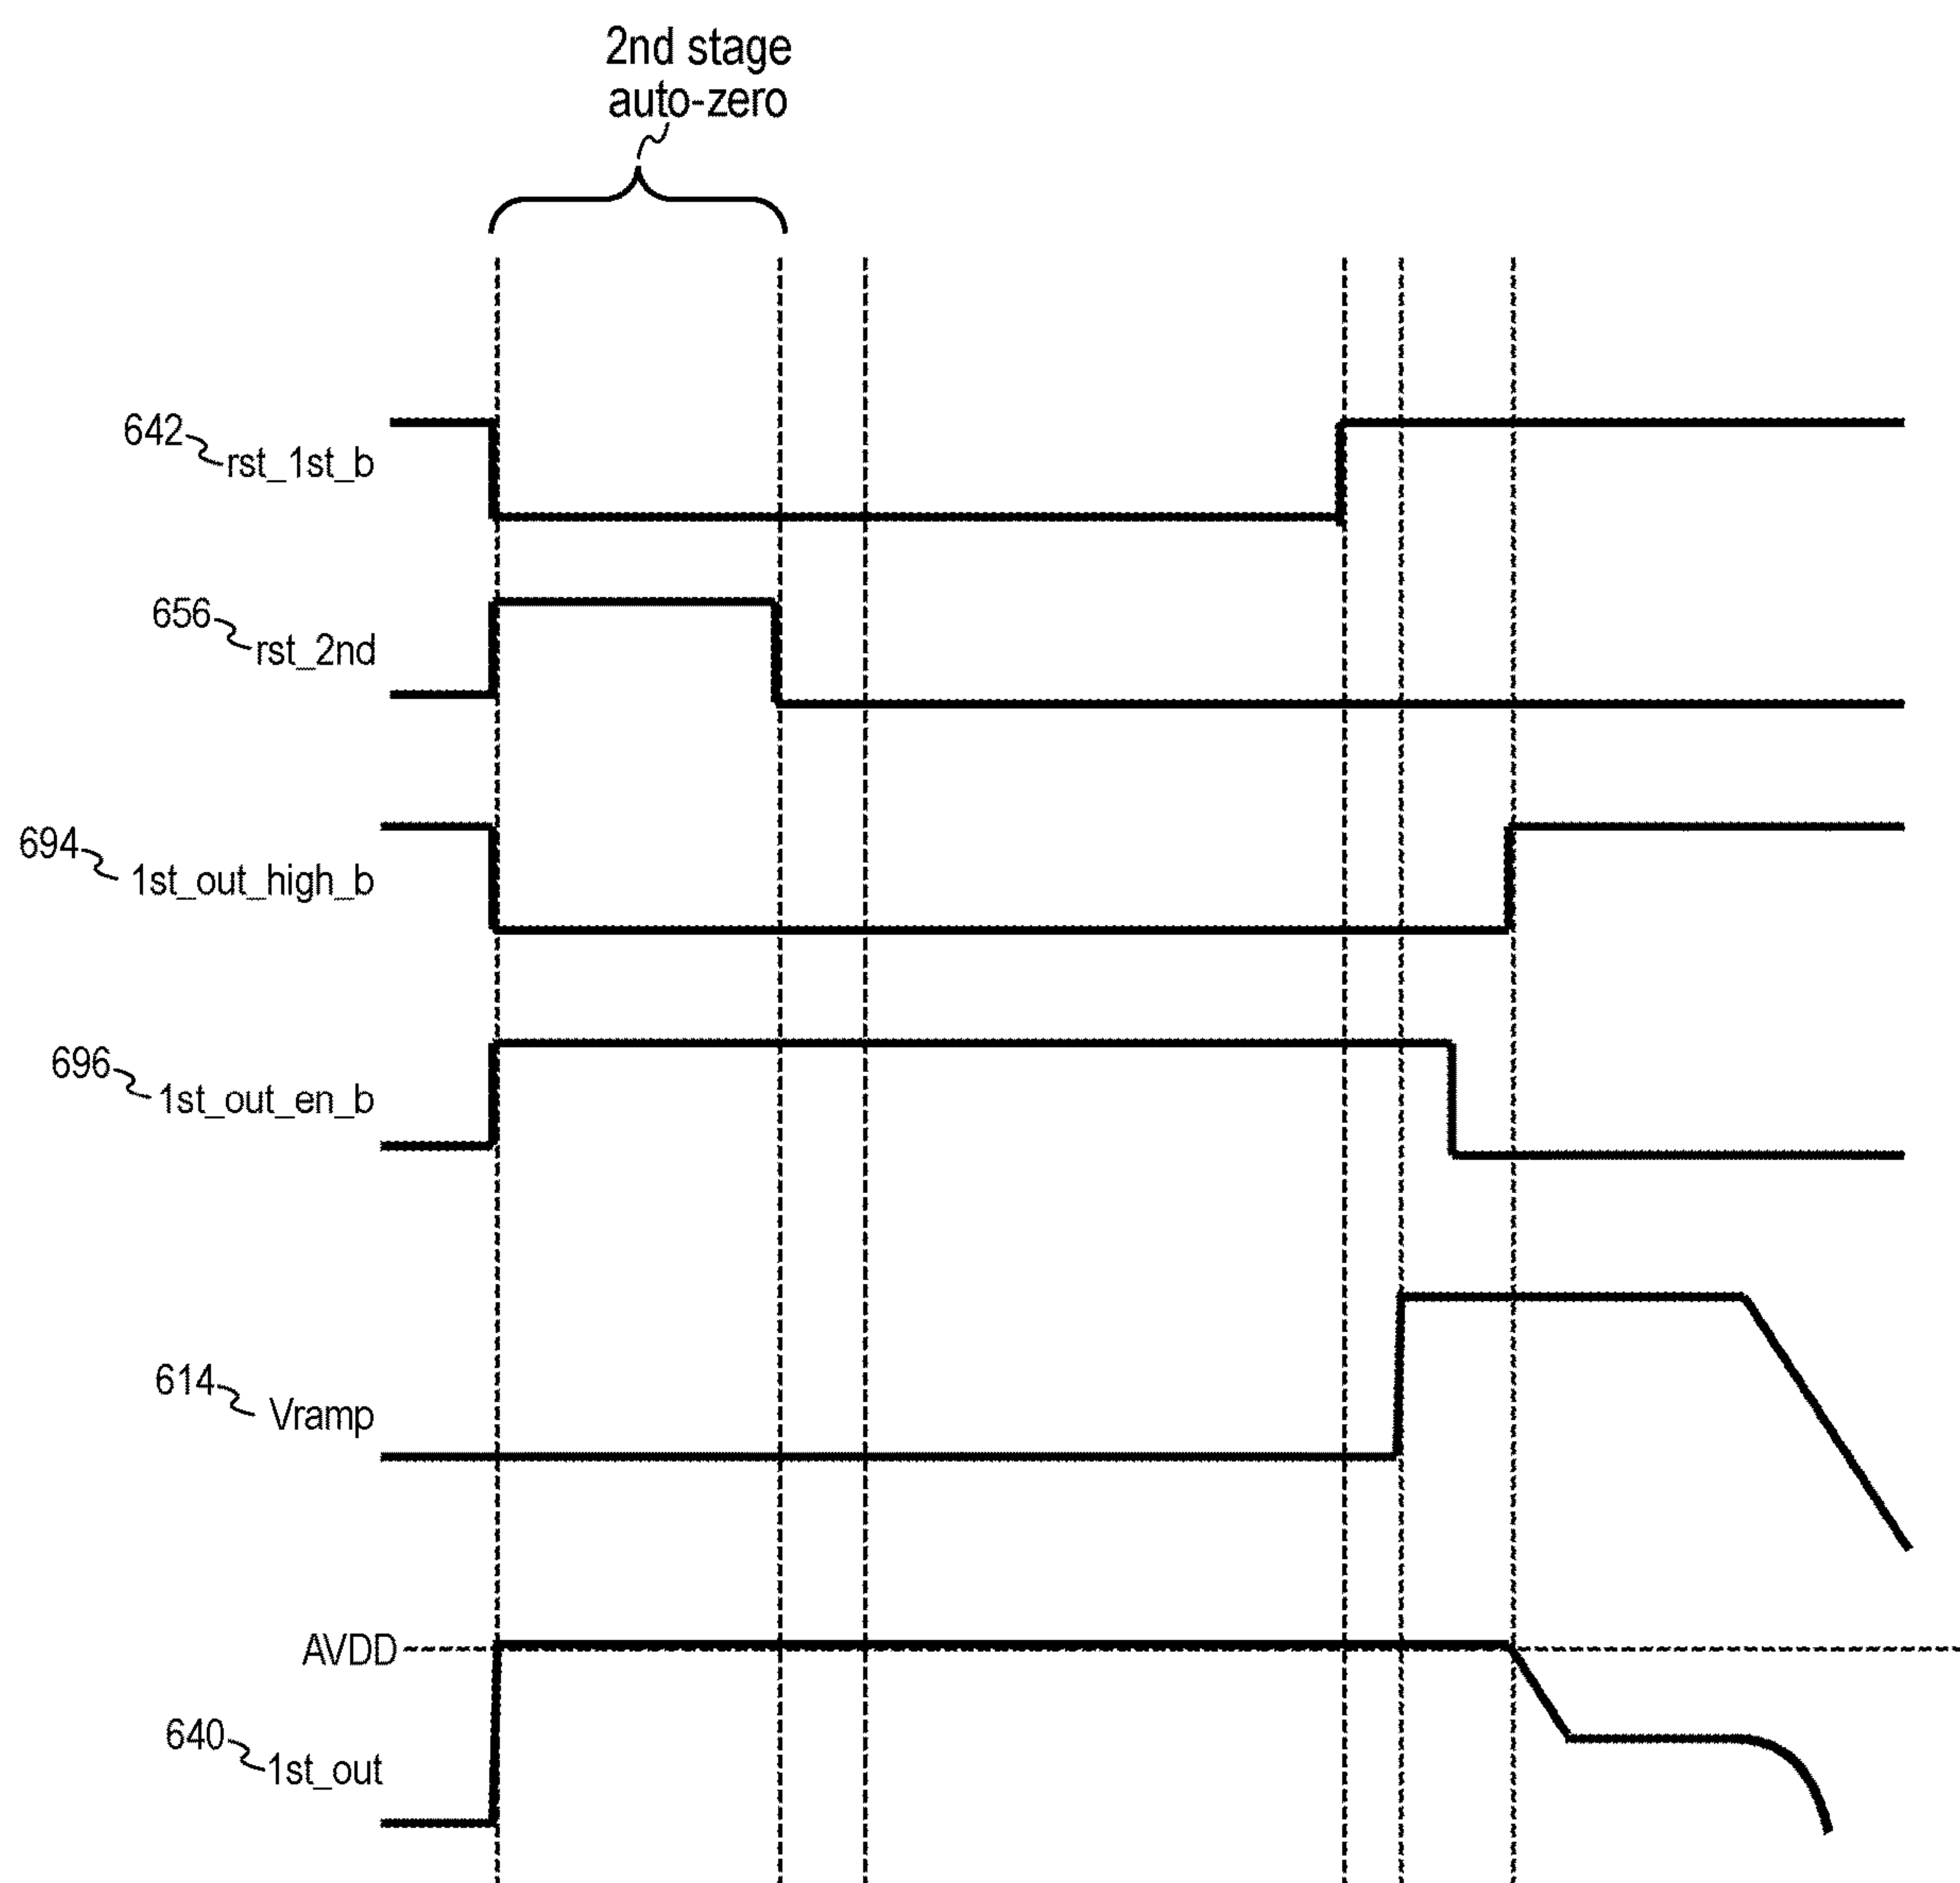 2nd stage
auto-zero
642
rst_1st_b
656
rst_2nd
694
1st_out_high_b
696
1st_out_en_b
614
Vramp
AVDD
640
1st_out